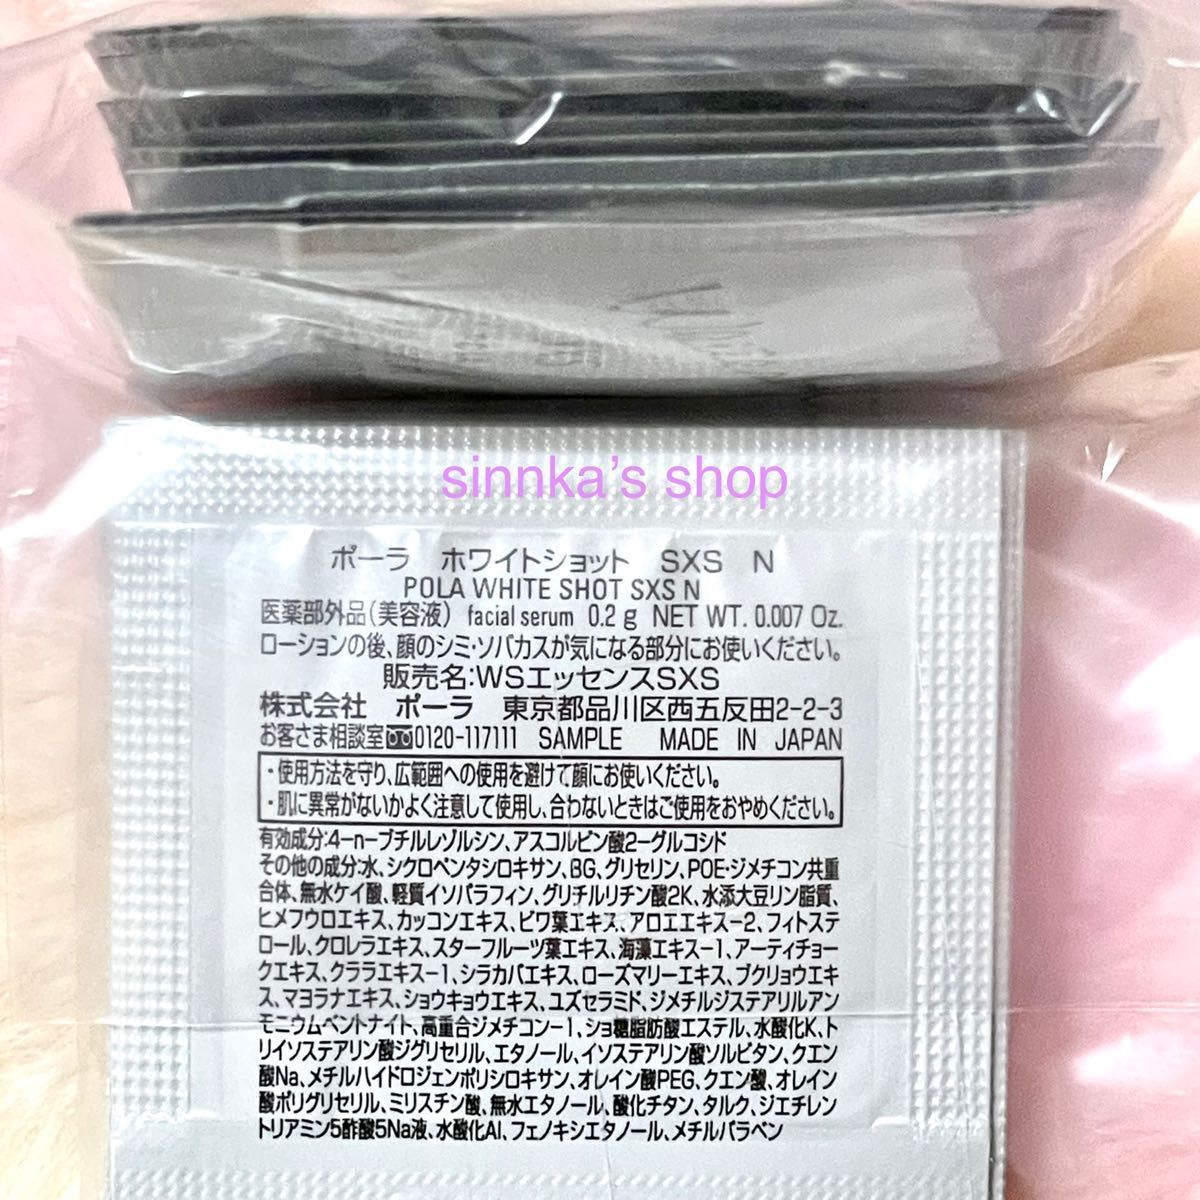 sinnka's shop
ポーラ ホワイトショット SXS N
POLA WHITE SHOT SXS N
医薬部外品(美容液) facial serum 0.2 g NET WT. 0.007 Oz.
ローションの後、顔のシミ・ソバカスが気になる部分にお使いください。
販売名:WSエッセンスSXS
株式会社 ポーラ 東京都品川区西五反田2-2-3
お客さま相談室 0120-117111 SAMPLE MADE IN JAPAN
・使用方法を守り、広範囲への使用を避けて顔にお使いください。
・肌に異常がないかよく注意して使用し、合わないときはご使用をおやめください。
有効成分:4-n-ブチルレゾルシン、アスコルビン酸2-グルコシド
その他の成分:水、シクロペンタシロキサン、BG、グリセリン、POE・ジメチコン共重
合体、無水ケイ酸、軽質イソパラフィン、グリチルリチン酸2K、水添大豆リン脂質、
ヒメフウロエキス、カッコンエキス、ビワ葉エキス、アロエエキス-2、フィトステ
ロール、クロレラエキス、スターフルーツ葉エキス、海藻エキス-1、アーティチョー
クエキス、クララエキス-1、シラカバエキス、ローズマリーエキス、ブクリョウエキ
ス、マヨラナエキス、ショウキョウエキス、ユズセラミド、ジメチルジステアリルアン
モニウムベントナイト、高重合ジメチコン-1、ショ糖脂肪酸エステル、水酸化K、ト
リイソステアリン酸ジグリセリル、エタノール、イソステアリン酸ソルビタン、クエン
酸Na、メチルハイドロジェンポリシロキサン、オレイン酸PEG、クエン酸、オレイン
酸ポリグリセリル、ミリスチン酸、無水エタノール、酸化チタン、タルク、ジエチレン
トリアミン5酢酸5Na液、水酸化Al、フェノキシエタノール、メチルパラベン